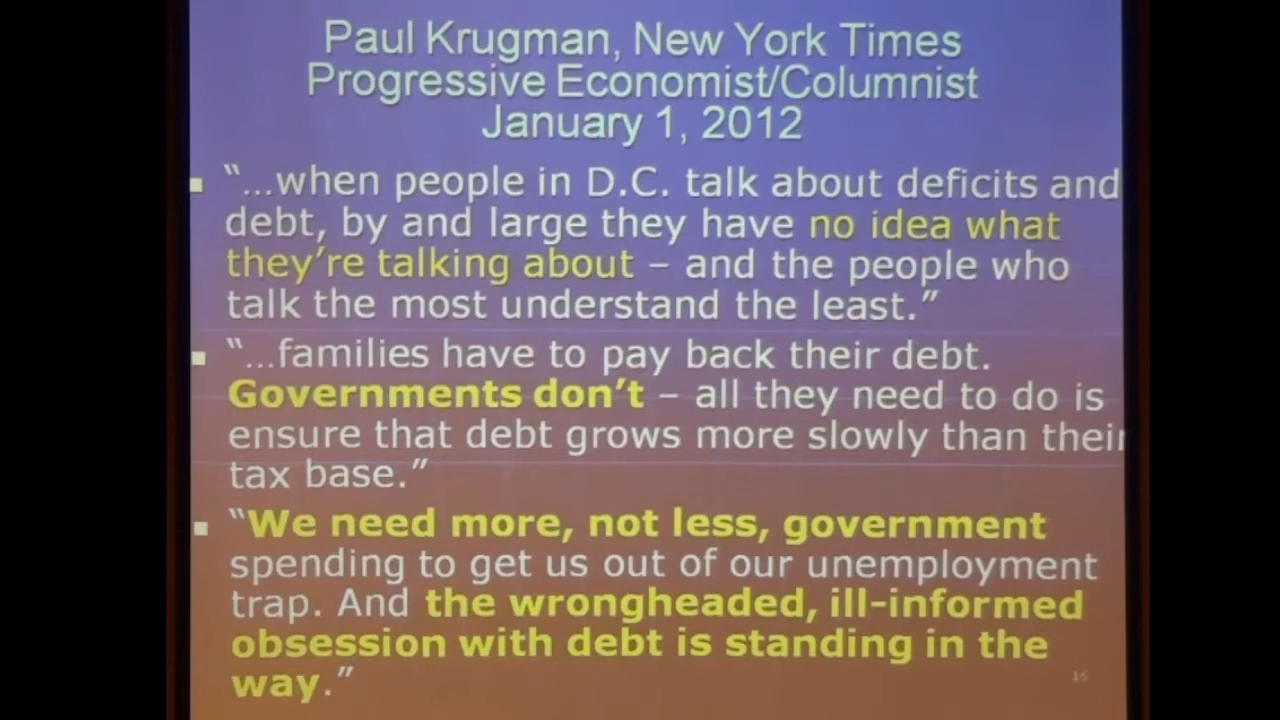 Paul Krugman, New York Times
Progressive Economist/Columnist
January 1, 2012
▪ “...when people in D.C. talk about deficits and
debt, by and large they have no idea what
they’re talking about – and the people who
talk the most understand the least.”
▪ “...families have to pay back their debt.
Governments don’t – all they need to do is
ensure that debt grows more slowly than their
tax base.”
▪ “We need more, not less, government
spending to get us out of our unemployment
trap. And the wrongheaded, ill-informed
obsession with debt is standing in the
way.”
16